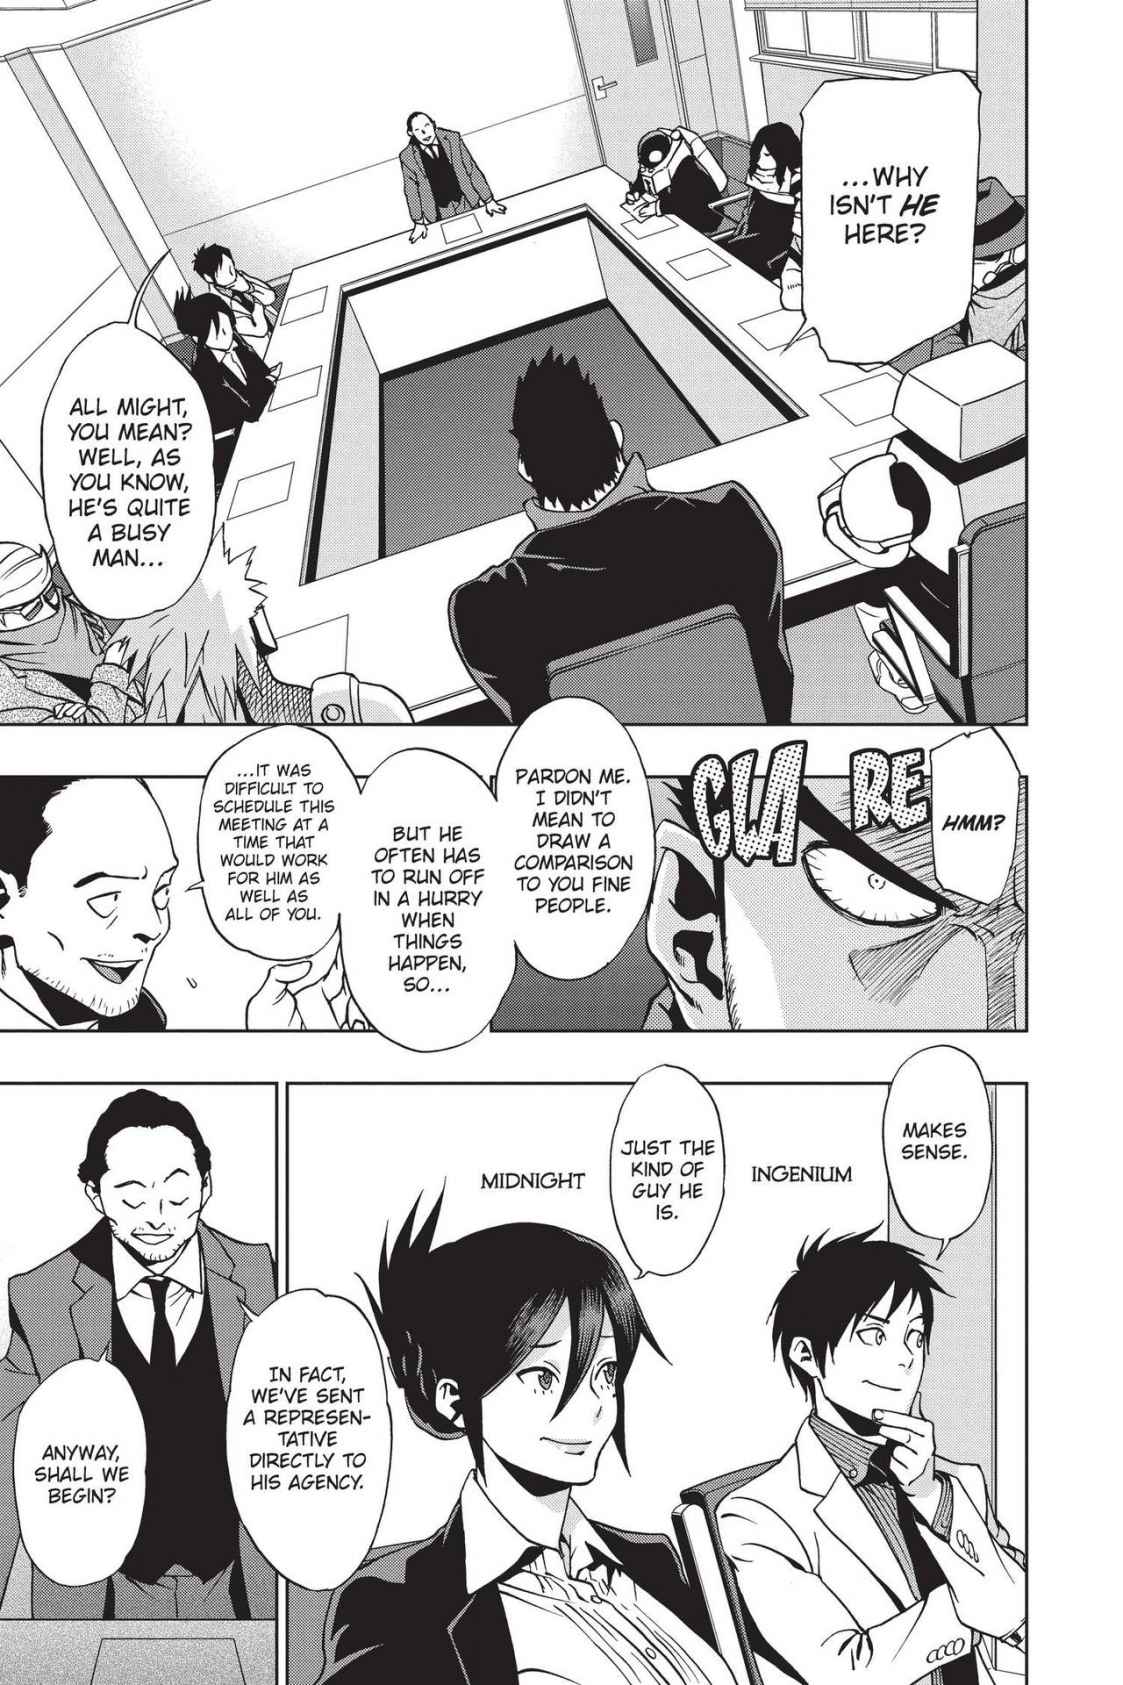 ...WHY
ISN'T HE
HERE?
ALL MIGHT,
YOU MEAN?
WELL, AS
YOU KNOW,
HE'S QUITE
A BUSY
MAN...
HMM?
GLARE
PARDON ME.
I DIDN'T
MEAN TO
DRAW A
COMPARISON
TO YOU FINE
PEOPLE.
BUT HE
OFTEN HAS
TO RUN OFF
IN A HURRY
WHEN
THINGS
HAPPEN,
SO...
...IT WAS
DIFFICULT TO
SCHEDULE THIS
MEETING AT A
TIME THAT
WOULD WORK
FOR HIM AS
WELL AS
ALL OF YOU.
MAKES
SENSE.
INGENIUM
JUST THE
KIND OF
GUY HE
IS.
MIDNIGHT
IN FACT,
WE'VE SENT
A REPRESEN-
TATIVE
DIRECTLY TO
HIS AGENCY.
ANYWAY,
SHALL WE
BEGIN?